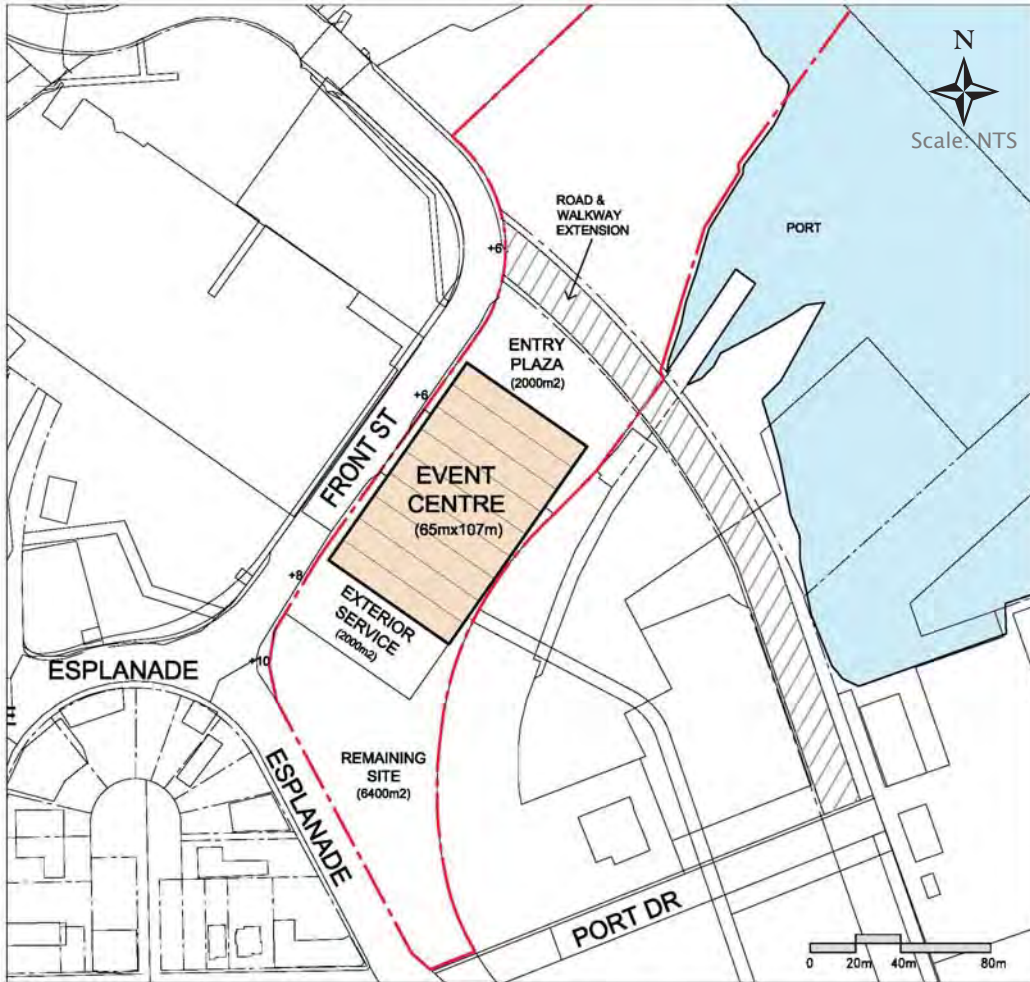 N
Scale: NTS
ROAD &
WALKWAY
EXTENSION
PORT
+6
ENTRY
PLAZA
(2000m2)
+6
FRONT ST
EVENT
CENTRE
(65mx107m)
+8
EXTERIOR
SERVICE
(2000m2)
ESPLANADE
+10
REMAINING
SITE
(6400m2)
ESPLANADE
PORT DR
0 20m 40m 80m